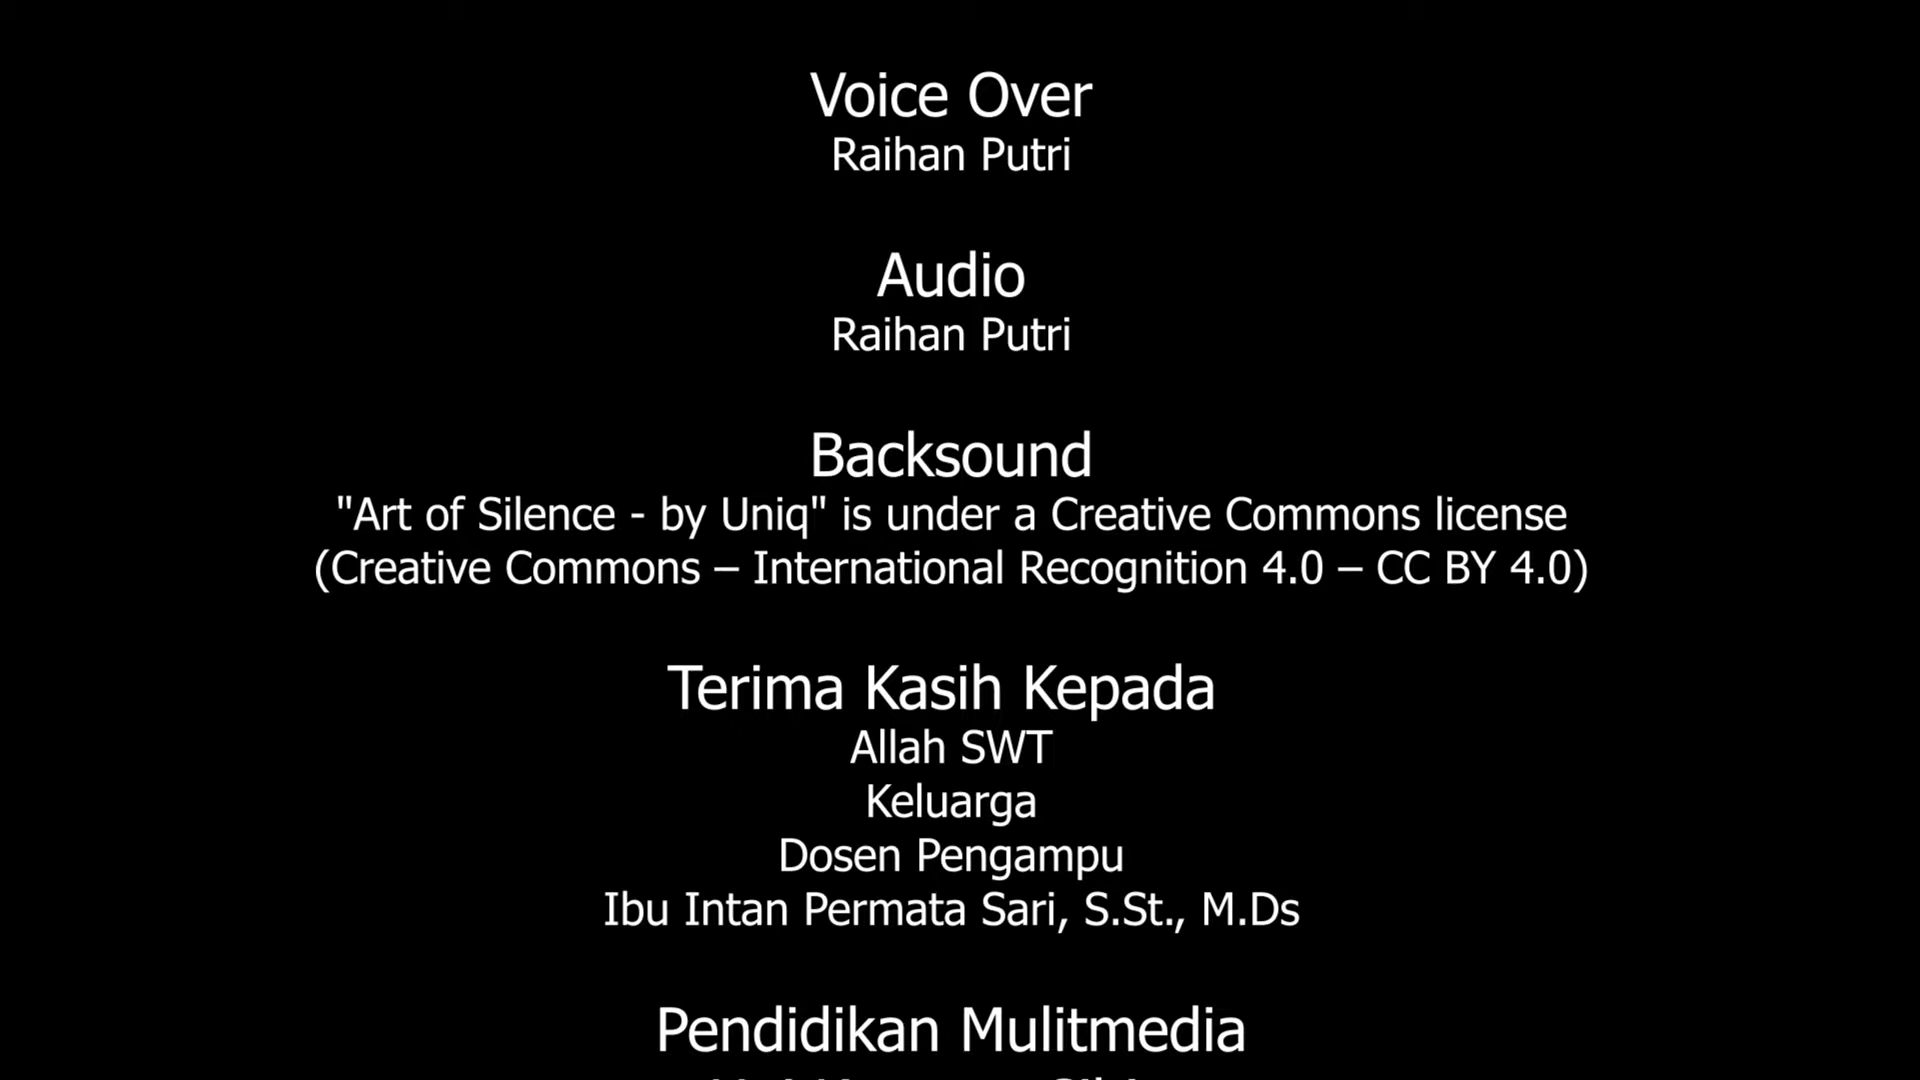 Voice Over
Raihan Putri
Audio
Raihan Putri
Backsound
"Art of Silence - by Uniq" is under a Creative Commons license
(Creative Commons – International Recognition 4.0 – CC BY 4.0)
Terima Kasih Kepada
Allah SWT
Keluarga
Dosen Pengampu
Ibu Intan Permata Sari, S.St., M.Ds
Pendidikan Mulitmedia